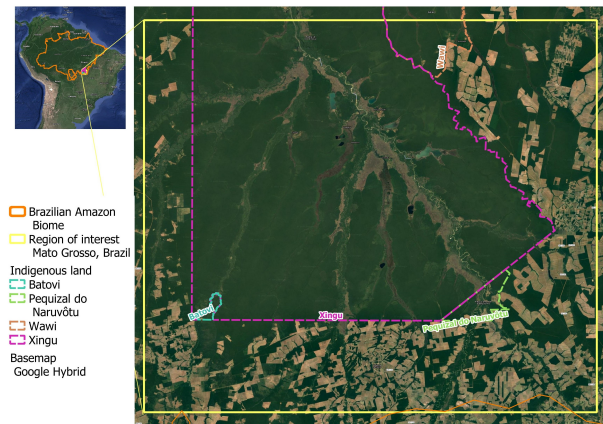 Brazilian Amazon
Biome
Region of interest
Mato Grosso, Brazil
Indigenous land
Batovi
Pequizal do
Naruvôtu
Wawi
Xingu
Basemap
Google Hybrid
Wawi
Batovi
Xingu
Pequizal do Naruvôtu